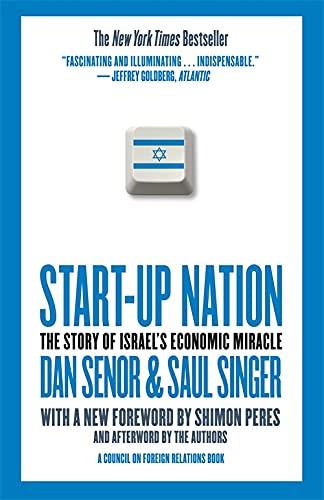 The New York Times Bestseller
"FASCINATING AND ILLUMINATING . . . INDISPENSABLE."
— JEFFREY GOLDBERG, ATLANTIC
START-UP NATION
THE STORY OF ISRAEL'S ECONOMIC MIRACLE
DAN SENOR & SAUL SINGER
WITH A NEW FOREWORD BY SHIMON PERES
AND AFTERWORD BY THE AUTHORS
A COUNCIL ON FOREIGN RELATIONS BOOK